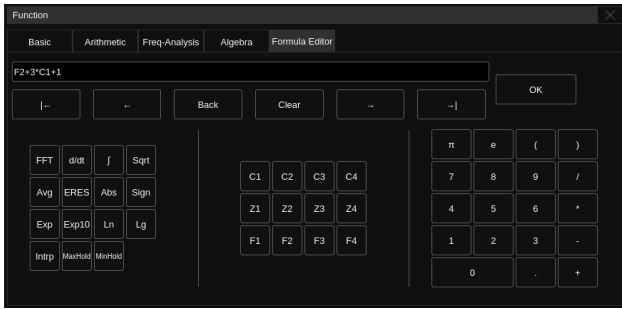 Function
Basic Arithmetic Freq-Analysis Algebra Formula Editor
F2+3*C1+1
OK
|← ← Back Clear → →|
FFT d/dt ∫ Sqrt
Avg ERES Abs Sign
Exp Exp10 Ln Lg
Intrp MaxHold MinHold
C1 C2 C3 C4
Z1 Z2 Z3 Z4
F1 F2 F3 F4
π e ( )
7 8 9 /
4 5 6 *
1 2 3 -
0 . +